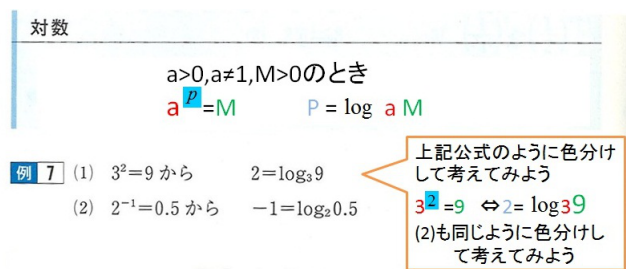 対数
a>0,a≠1,M>0のとき
a^p=M P = log a M
例 7 (1) 3²=9 から 2=log₃9
(2) 2⁻¹=0.5 から −1=log₂0.5
上記公式のように色分け
して考えてみよう
3² =9 ⇔2= log39
(2)も同じように色分けし
て考えてみよう